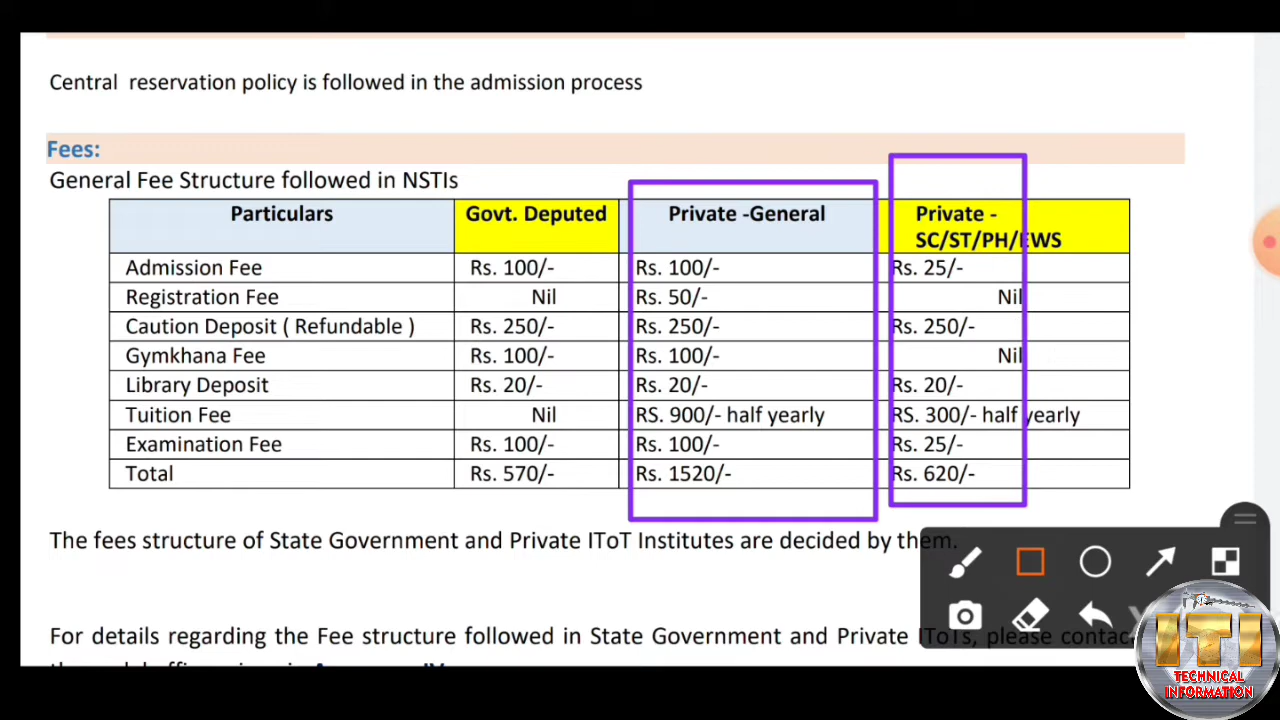 Central reservation policy is followed in the admission process
Fees:
General Fee Structure followed in NSTIs
Particulars Govt. Deputed Private -General Private - SC/ST/PH/EWS
Admission Fee Rs. 100/- Rs. 100/- Rs. 25/-
Registration Fee Nil Rs. 50/- Nil
Caution Deposit ( Refundable ) Rs. 250/- Rs. 250/- Rs. 250/-
Gymkhana Fee Rs. 100/- Rs. 100/- Nil
Library Deposit Rs. 20/- Rs. 20/- Rs. 20/-
Tuition Fee Nil RS. 900/- half yearly RS. 300/- half yearly
Examination Fee Rs. 100/- Rs. 100/- Rs. 25/-
Total Rs. 570/- Rs. 1520/- Rs. 620/-
The fees structure of State Government and Private IToT Institutes are decided by them.
For details regarding the Fee structure followed in State Government and Private IToTs, please contac
ITI
TECHNICAL
INFORMATION